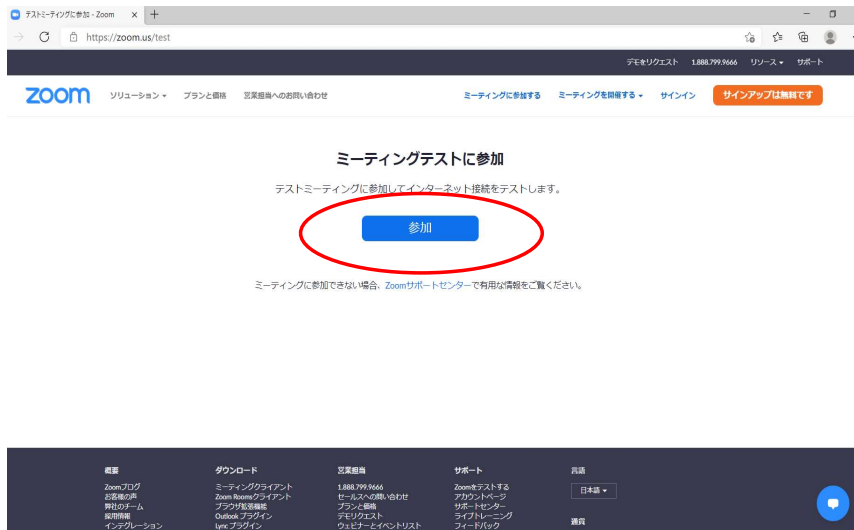 テストミーティングに参加 - Zoom
https://zoom.us/test
デモをリクエスト 1.888.799.9666 リソース サポート
zoom ソリューション プランと価格 営業担当へのお問い合わせ ミーティングに参加する ミーティングを開催する サインイン サインアップは無料です
ミーティングテストに参加
テストミーティングに参加してインターネット接続をテストします。
参加
ミーティングに参加できない場合、Zoomサポートセンターで有用な情報をご覧ください。
概要 ダウンロード 営業担当 サポート 言語
Zoomブログ ミーティングクライアント 1.888.799.9666 Zoomをテストする 日本語
お客様の声 Zoom Roomsクライアント セールスへの問い合わせ アカウントページ
弊社のチーム ブラウザ拡張機能 プランと価格 サポートセンター
採用情報 Outlook プラグイン デモリクエスト ライブトレーニング 通貨
インテグレーション Lync プラグイン ウェビナーとイベントリスト フィードバック